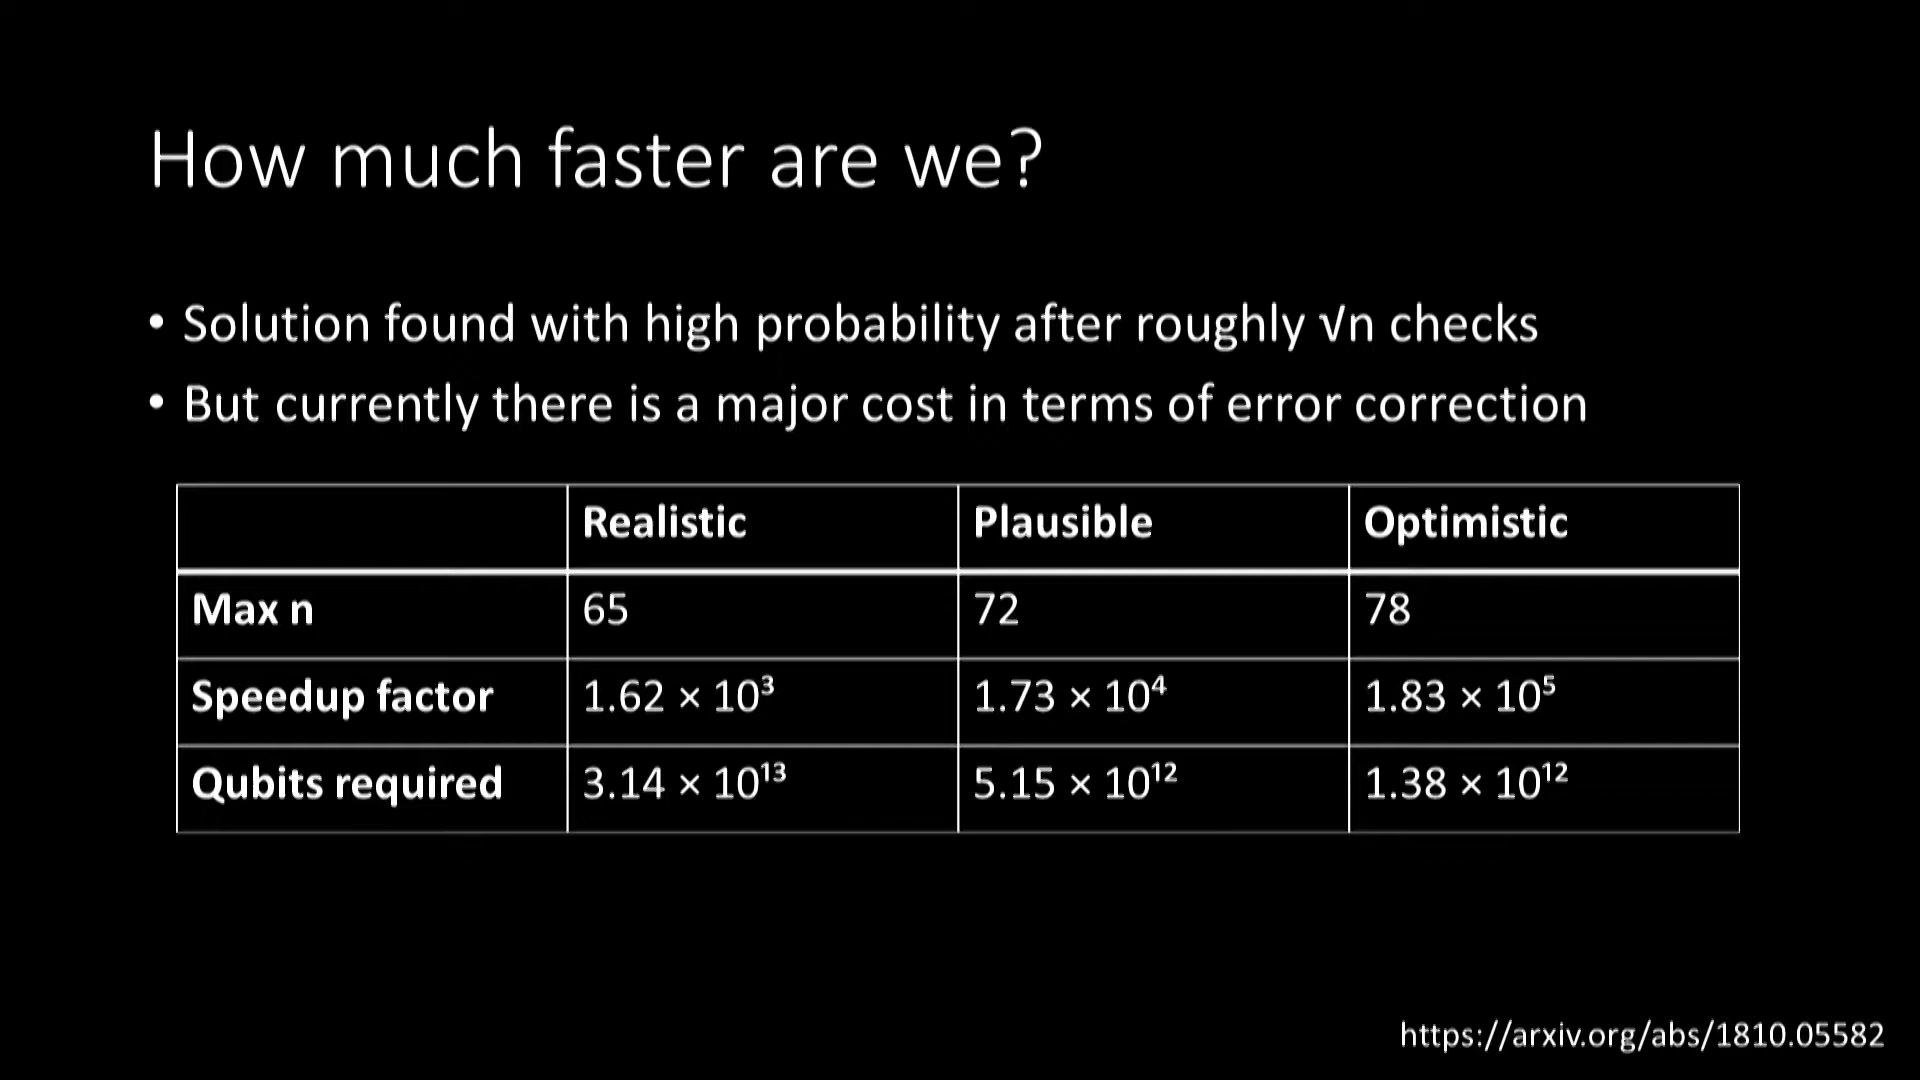 How much faster are we?
• Solution found with high probability after roughly √n checks
• But currently there is a major cost in terms of error correction
Realistic Plausible Optimistic
Max n 65 72 78
Speedup factor 1.62 × 10³ 1.73 × 10⁴ 1.83 × 10⁵
Qubits required 3.14 × 10¹³ 5.15 × 10¹² 1.38 × 10¹²
https://arxiv.org/abs/1810.05582